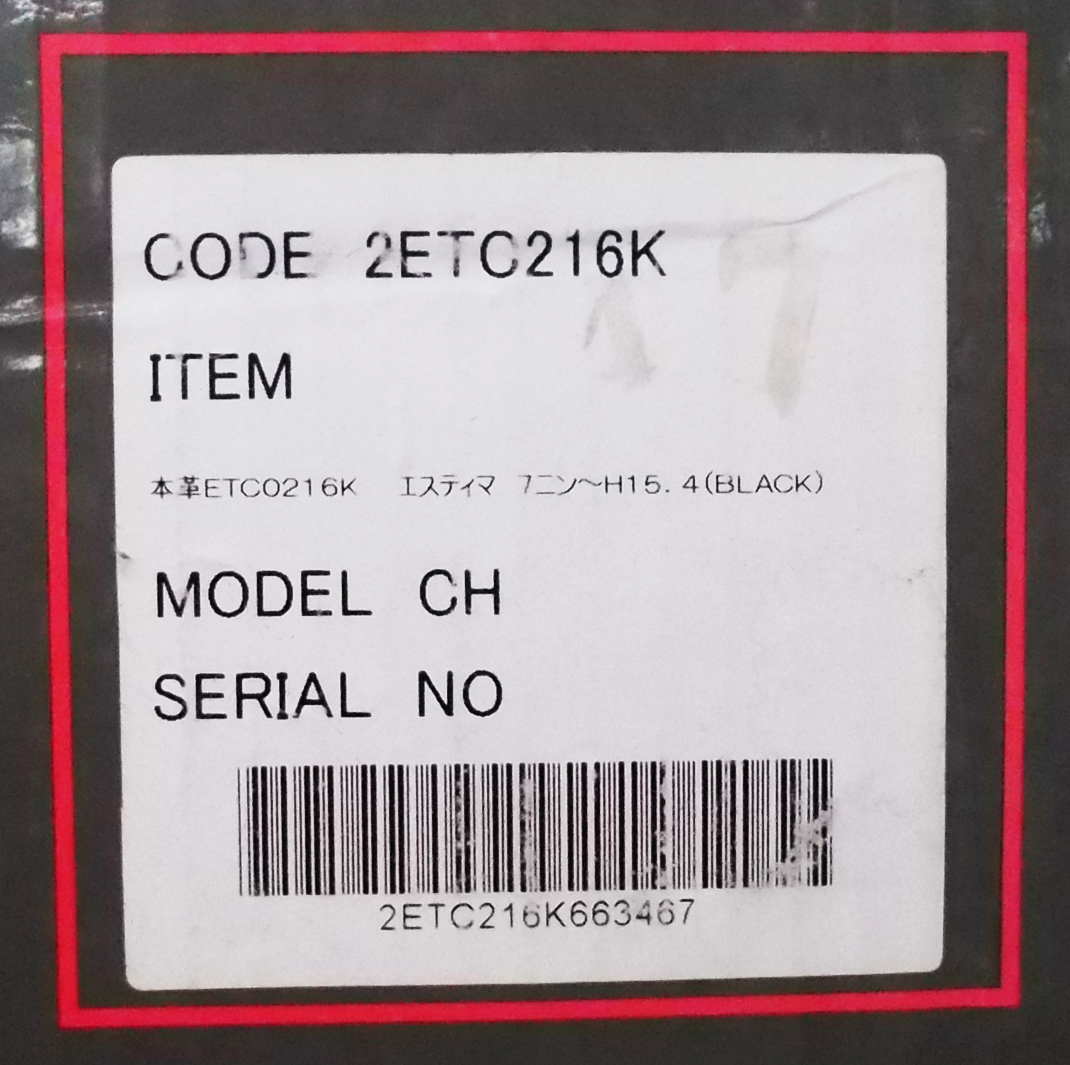 CODE 2ETC216K
ITEM
本革ETC0216K エスティマ 7ニン～H15.4(BLACK)
MODEL CH
SERIAL NO
2ETC216K663467